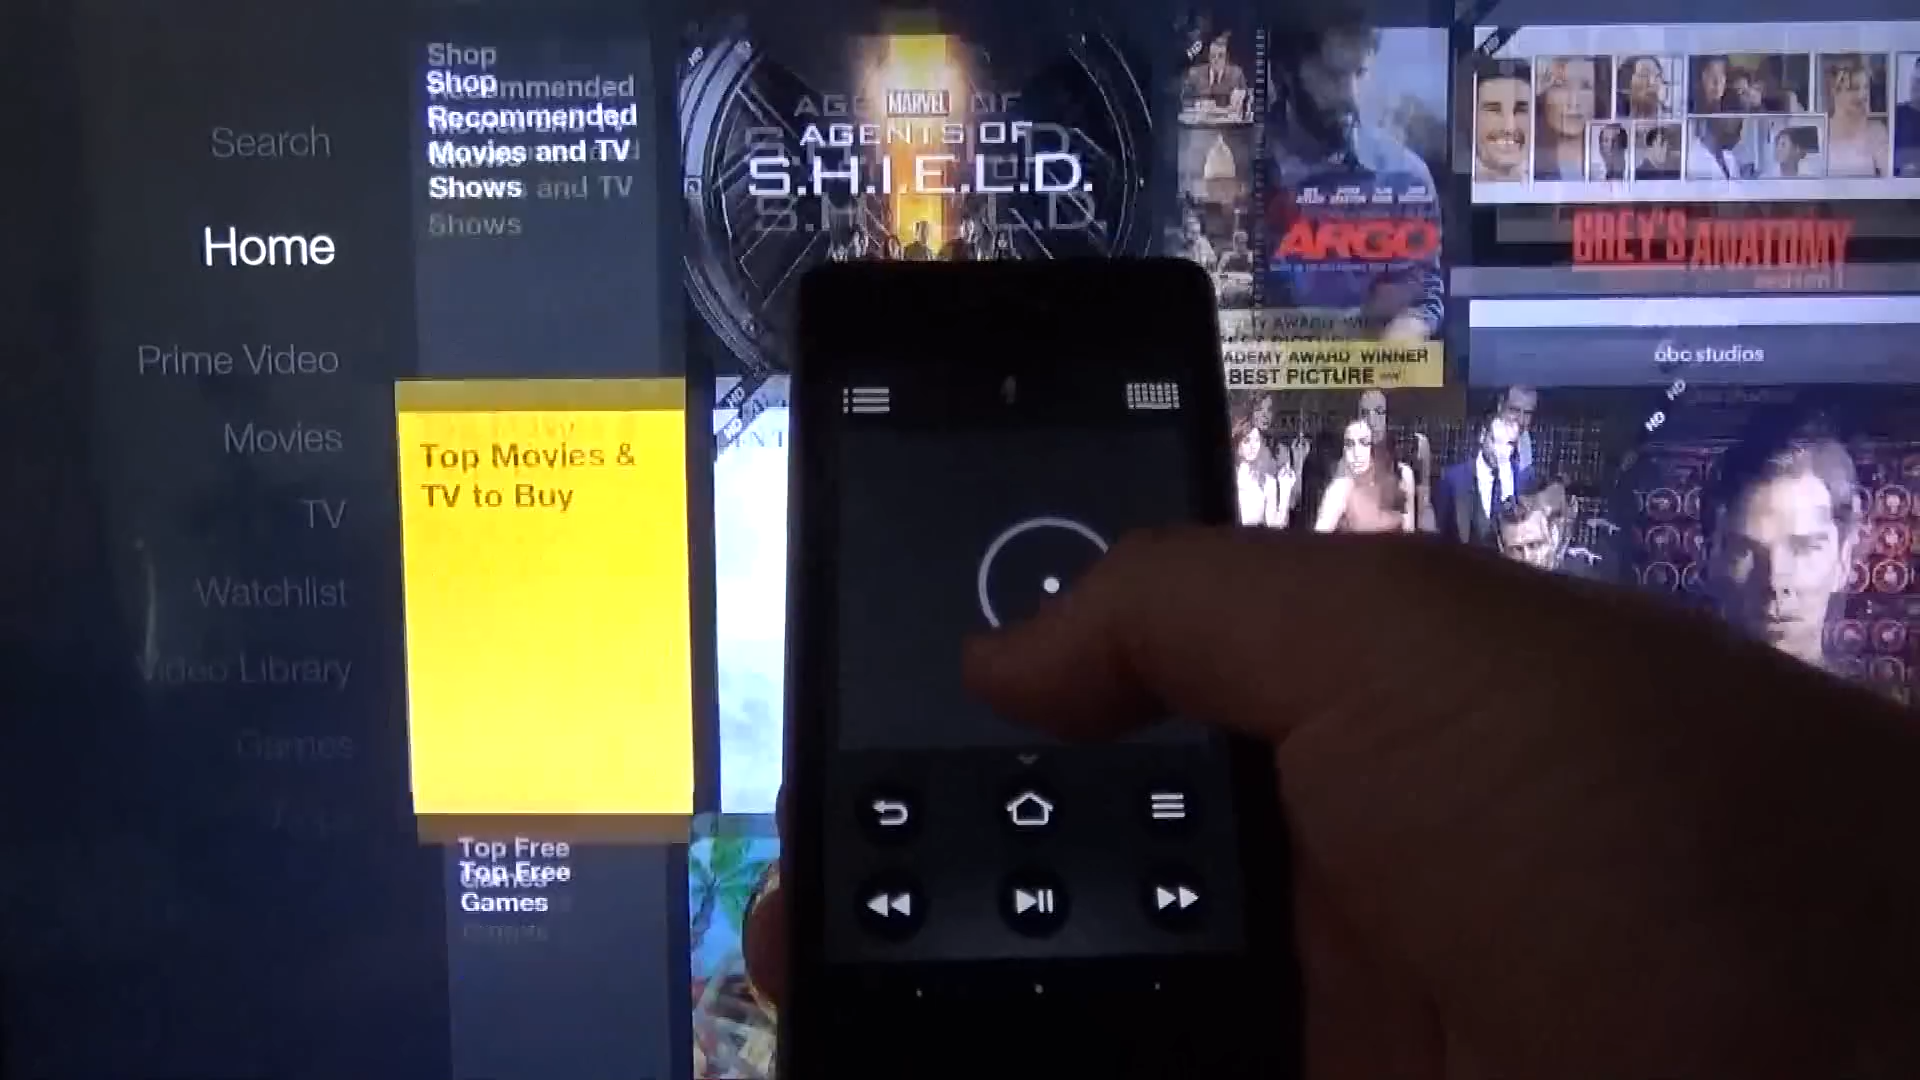 Search
Home
Prime Video
Movies
TV
Watchlist
Video Library
Games
Shop
Recommended
Movies and TV
Shows
Top Movies &
TV to Buy
Top Free
Games
MARVEL
AGENTS OF
S.H.I.E.L.D.
HD
ARGO
ACADEMY AWARD WINNER
BEST PICTURE
GREY'S ANATOMY
abc studios
HD
HD